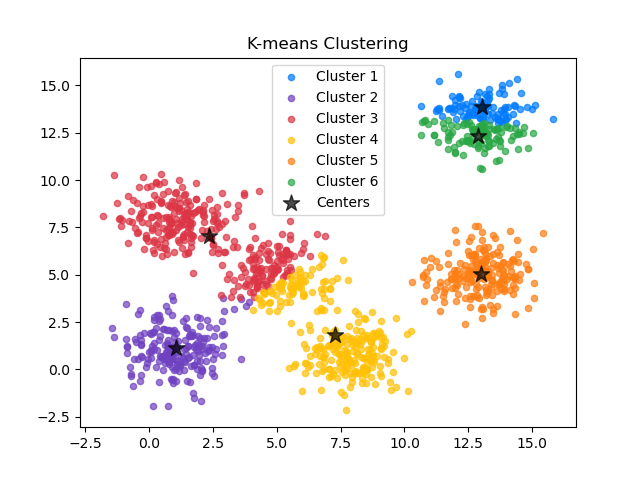 K-means Clustering
Cluster 1
Cluster 2
Cluster 3
Cluster 4
Cluster 5
Cluster 6
Centers
15.0
12.5
10.0
7.5
5.0
2.5
0.0
−2.5
−2.5 0.0 2.5 5.0 7.5 10.0 12.5 15.0